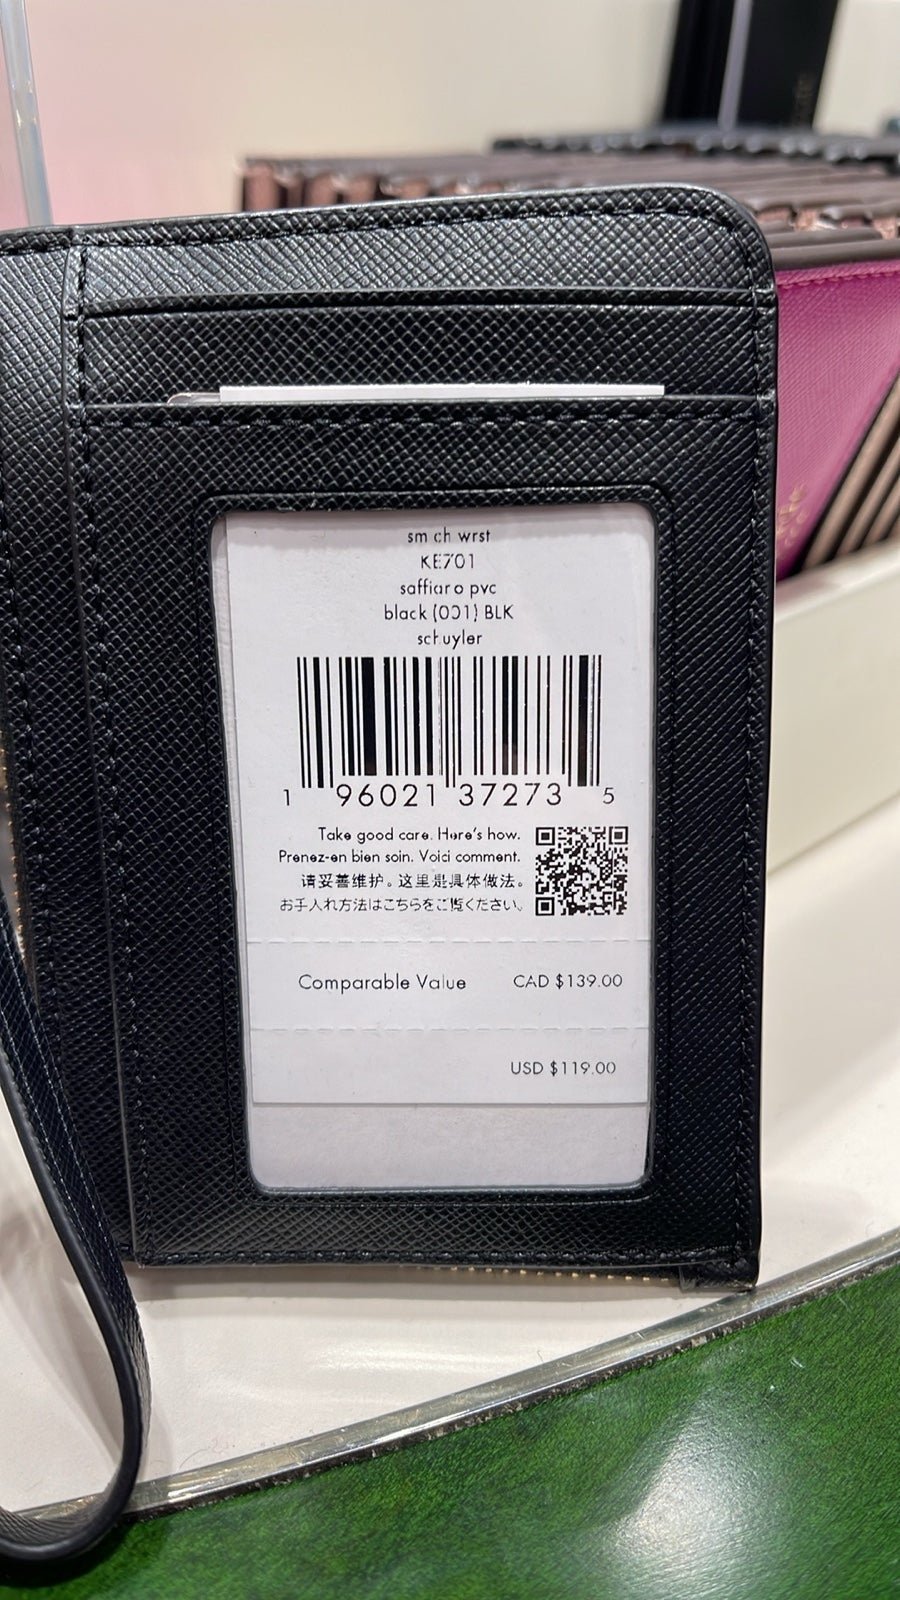 sm ch wrst
KE701
saffiano pvc
black (001) BLK
schuyler
1 96021 37273 5
Take good care. Here's how.
Prenez-en bien soin. Voici comment.
请妥善维护。这里是具体做法。
お手入れ方法はこちらをご覧ください。
Comparable Value CAD $139.00
USD $119.00